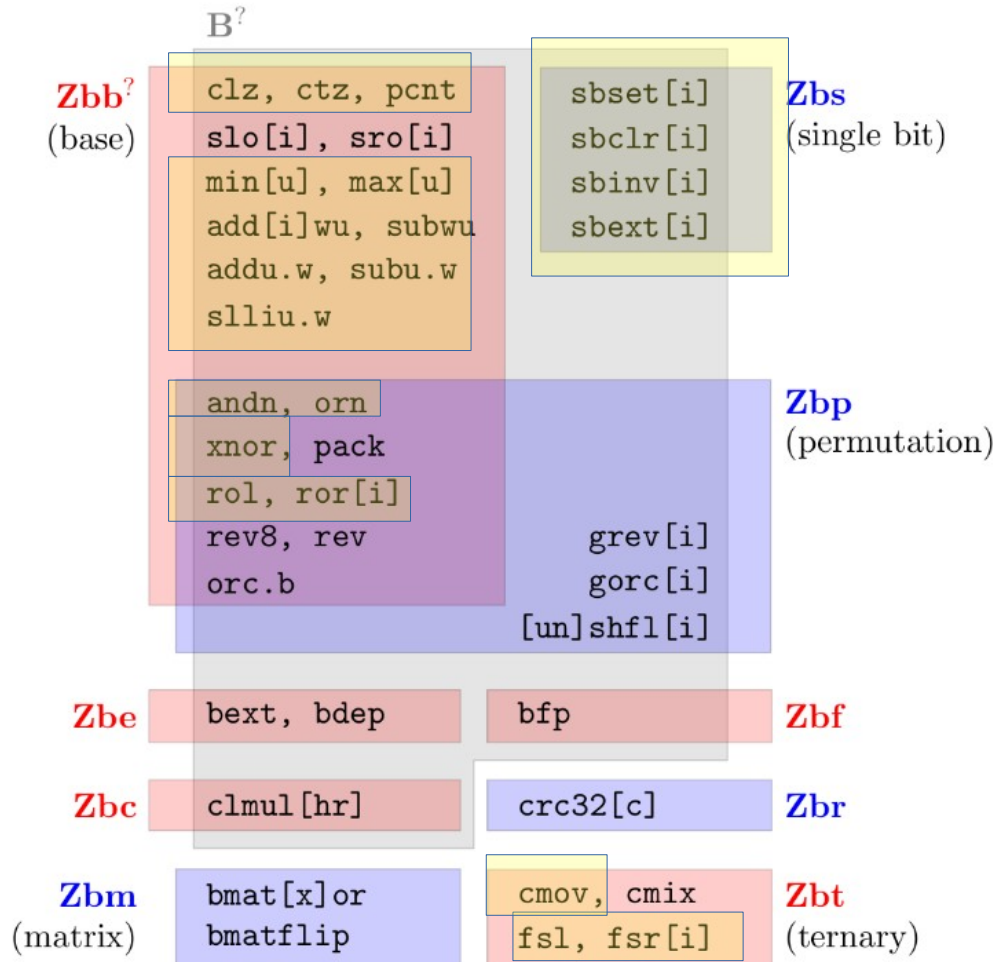 B?
Zbb?
(base)
clz, ctz, pcnt
slo[i], sro[i]
min[u], max[u]
add[i]wu, subwu
addu.w, subu.w
slliu.w
sbset[i]
sbclr[i]
sbinv[i]
sbext[i]
Zbs
(single bit)
andn, orn
xnor, pack
rol, ror[i]
rev8, rev
orc.b
grev[i]
gorc[i]
[un]shfl[i]
Zbp
(permutation)
Zbe
bext, bdep
bfp
Zbf
Zbc
clmul[hr]
crc32[c]
Zbr
Zbm
(matrix)
bmat[x]or
bmatflip
cmov, cmix
fsl, fsr[i]
Zbt
(ternary)